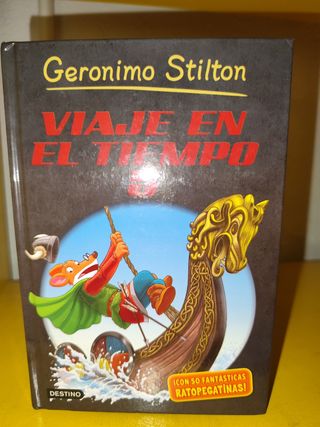 Geronimo Stilton
VIAJE EN
EL TIEMPO
¡CON 50 FANTÁSTICAS
RATOPEGATINAS!
DESTINO